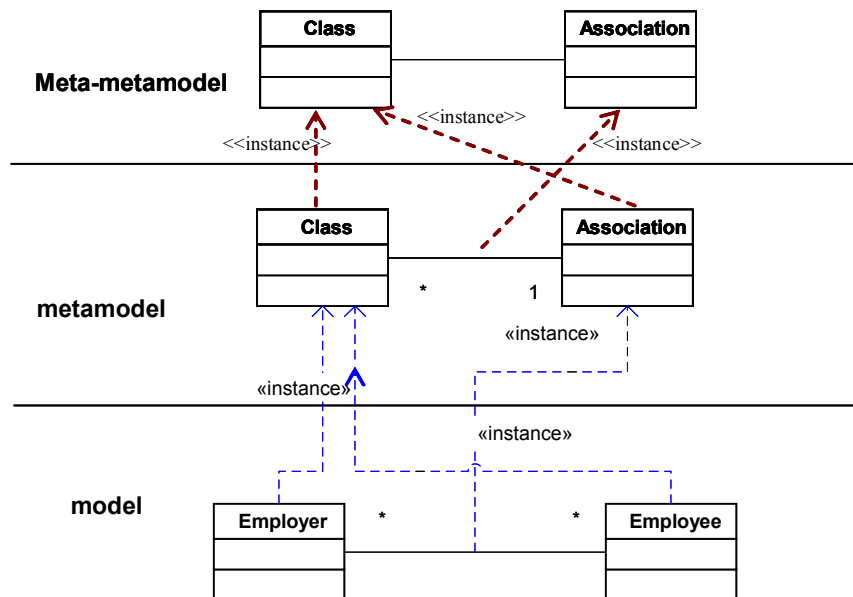 Class
Association
Meta-metamodel
<<instance>>
<<instance>>
<<instance>>
Class
Association
* 1
metamodel
«instance»
«instance»
«instance»
model
Employer
* *
Employee